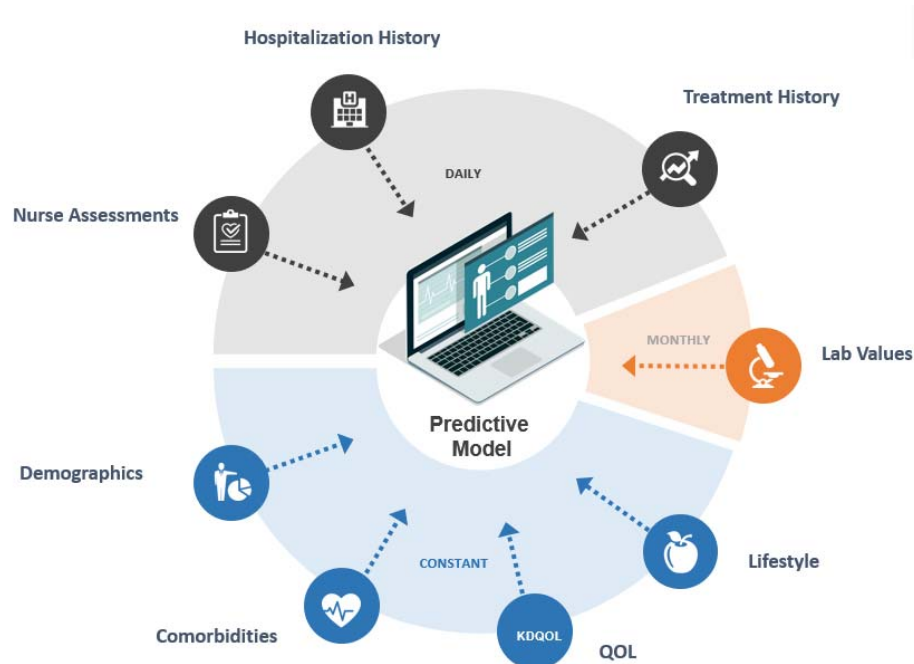 Hospitalization History
Treatment History
H
DAILY
Nurse Assessments
MONTHLY
Lab Values
Predictive
Model
Demographics
CONSTANT
Lifestyle
Comorbidities
KDQOL
QOL